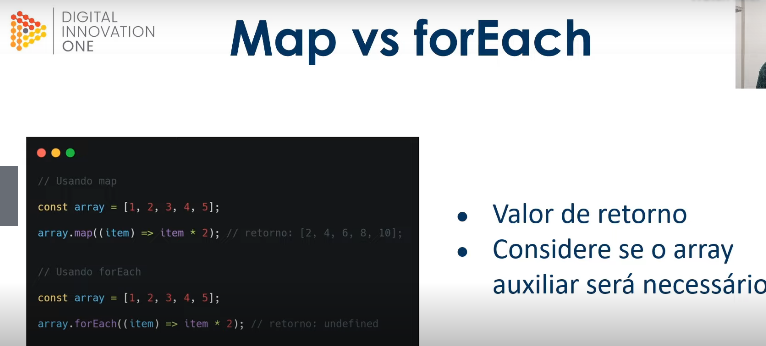 DIGITAL
INNOVATION
ONE
Map vs forEach
// Usando map
const array = [1, 2, 3, 4, 5];
array.map((item) => item * 2); // retorno: [2, 4, 6, 8, 10];
// Usando forEach
const array = [1, 2, 3, 4, 5];
array.forEach((item) => item * 2); // retorno: undefined
• Valor de retorno
• Considere se o array
auxiliar será necessário